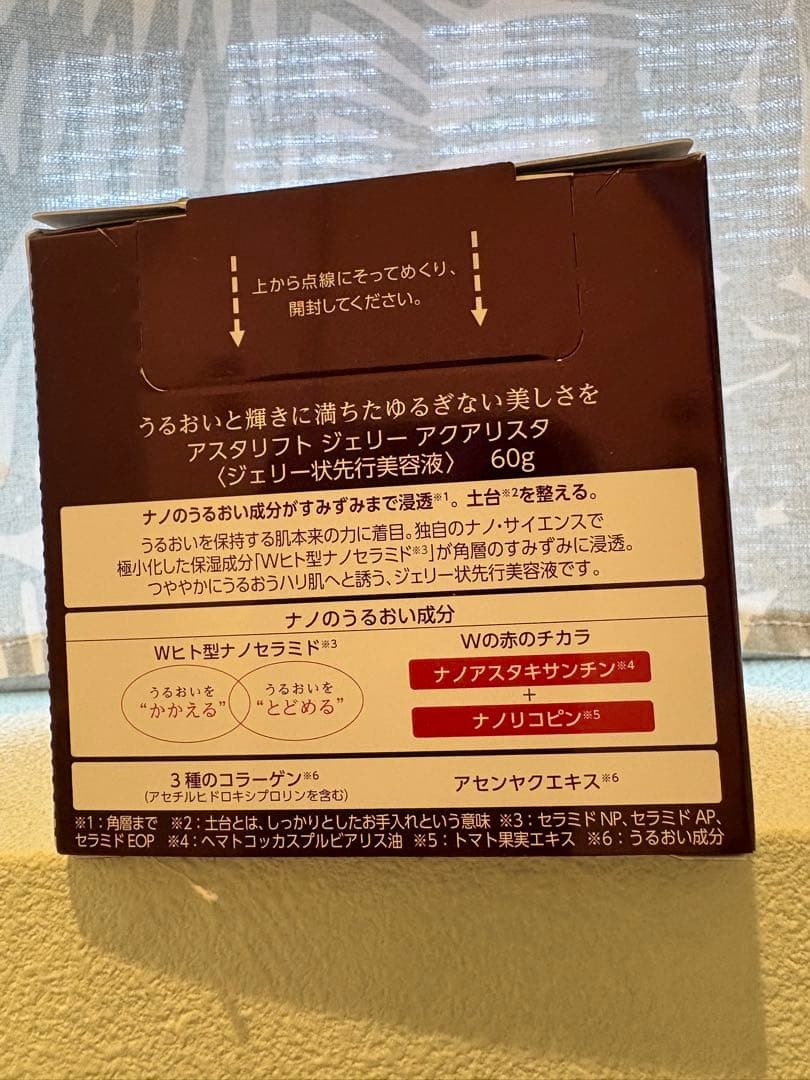 上から点線にそってめくり、
開封してください。
うるおいと輝きに満ちたゆるぎない美しさを
アスタリフト ジェリー アクアリスタ
〈ジェリー状先行美容液〉 60g
ナノのうるおい成分がすみずみまで浸透※1。土台※2を整える。
うるおいを保持する肌本来の力に着目。独自のナノ・サイエンスで
極小化した保湿成分「Wヒト型ナノセラミド※3」が角層のすみずみに浸透。
つややかにうるおうハリ肌へと誘う、ジェリー状先行美容液です。
ナノのうるおい成分
Wヒト型ナノセラミド※3
うるおいを
“かかえる”
うるおいを
“とどめる”
Wの赤のチカラ
ナノアスタキサンチン※4
+
ナノリコピン※5
3種のコラーゲン※6
(アセチルヒドロキシプロリンを含む)
アセンヤクエキス※6
※1：角層まで ※2：土台とは、しっかりとしたお手入れという意味 ※3：セラミドNP、セラミドAP、
セラミドEOP ※4：ヘマトコッカスプルビアリス油 ※5：トマト果実エキス ※6：うるおい成分